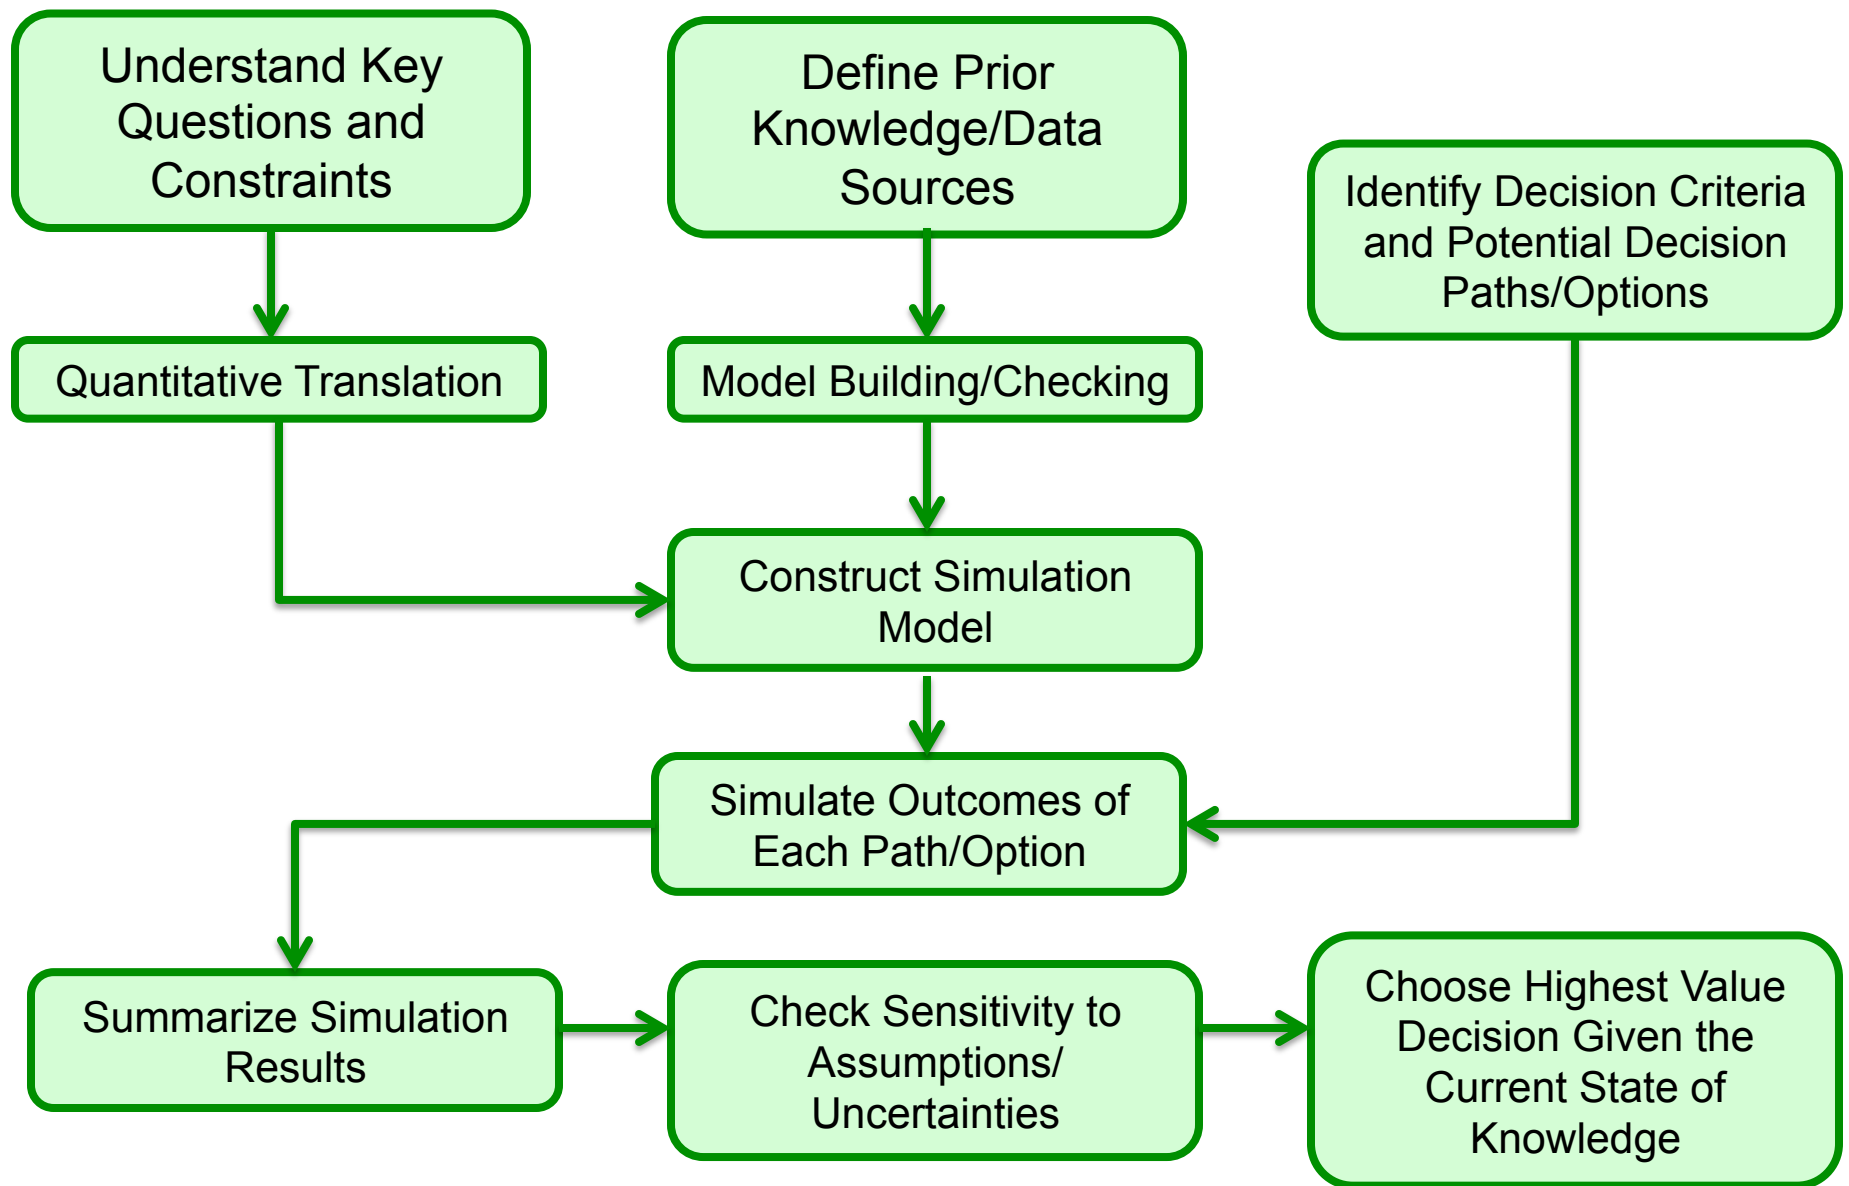 Understand Key
Questions and
Constraints
Define Prior
Knowledge/Data
Sources
Identify Decision Criteria
and Potential Decision
Paths/Options
Quantitative Translation
Model Building/Checking
Construct Simulation
Model
Simulate Outcomes of
Each Path/Option
Summarize Simulation
Results
Check Sensitivity to
Assumptions/
Uncertainties
Choose Highest Value
Decision Given the
Current State of
Knowledge